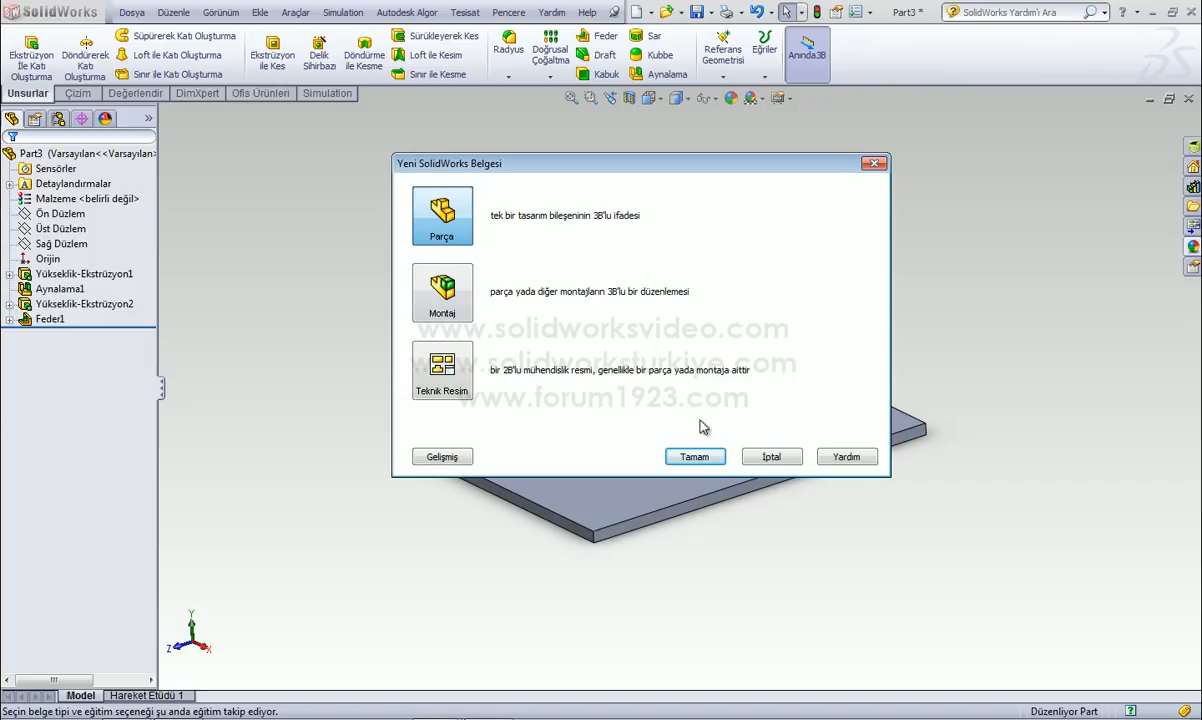 SolidWorks
Dosya Düzenle Görünüm Ekle Araçlar Simulation Autodesk Algor Tesisat Pencere Yardım Help
Part3 *
SolidWorks Yardım'ı Ara
Ekstrüzyon İle Katı Oluşturma
Döndürerek Katı Oluşturma
Süpürerek Katı Oluşturma
Loft ile Katı Oluşturma
Sınır ile Katı Oluşturma
Ekstrüzyon ile Kes
Delik Sihirbazı
Döndürme ile Kesme
Sürükleyerek Kes
Loft ile Kesim
Sınır ile Kesme
Radyus
Doğrusal Çoğaltma
Feder
Draft
Kabuk
Sar
Kubbe
Aynalama
Referans Geometrisi
Eğriler
Anında3B
Unsurlar Çizim Değerlendir DimXpert Ofis Ürünleri Simulation
Part3 (Varsayılan<<Varsayılan>
Sensörler
Detaylandırmalar
Malzeme <belirli değil>
Ön Düzlem
Üst Düzlem
Sağ Düzlem
Orijin
Yükseklik-Ekstrüzyon1
Aynalama1
Yükseklik-Ekstrüzyon2
Feder1
Yeni SolidWorks Belgesi
Parça
tek bir tasarım bileşeninin 3B'lu ifadesi
Montaj
parça yada diğer montajların 3B'lu bir düzenlemesi
www.solidworksvideo.com
www.solidworksturkiye.com
Teknik Resim
bir 2B'lu mühendislik resmi, genellikle bir parça yada montaja aittir
www.forum1923.com
Gelişmiş Tamam İptal Yardım
Y
Z
X
Model Hareket Etüdü 1
Seçin belge tipi ve eğitim seçeneği şu anda eğitim takip ediyor.
Düzenliyor Part